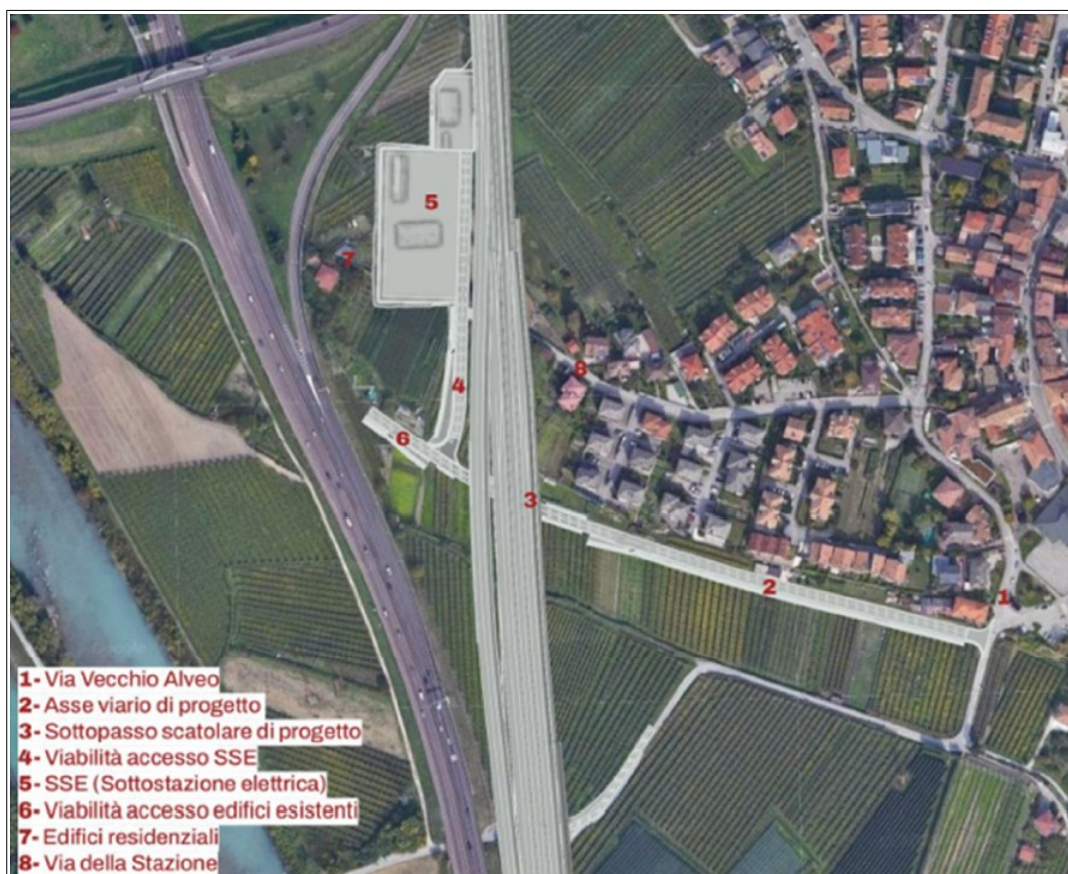 5
7
8
4
6
3
2
1
1- Via Vecchio Alveo
2- Asse viario di progetto
3- Sottopasso scatolare di progetto
4- Viabilità accesso SSE
5- SSE (Sottostazione elettrica)
6- Viabilità accesso edifici esistenti
7- Edifici residenziali
8- Via della Stazione